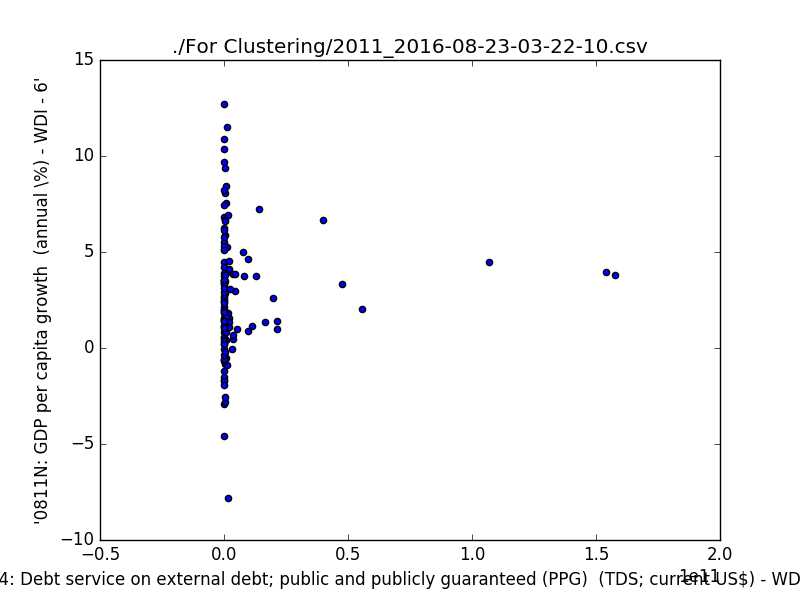 ./For Clustering/2011_2016-08-23-03-22-10.csv
'0811N: GDP per capita growth (annual \%) - WDI - 6'
15
10
5
0
−5
−10
−0.5 0.0 0.5 1.0 1.5 2.0
1e11
4: Debt service on external debt; public and publicly guaranteed (PPG) (TDS; current US$) - WD